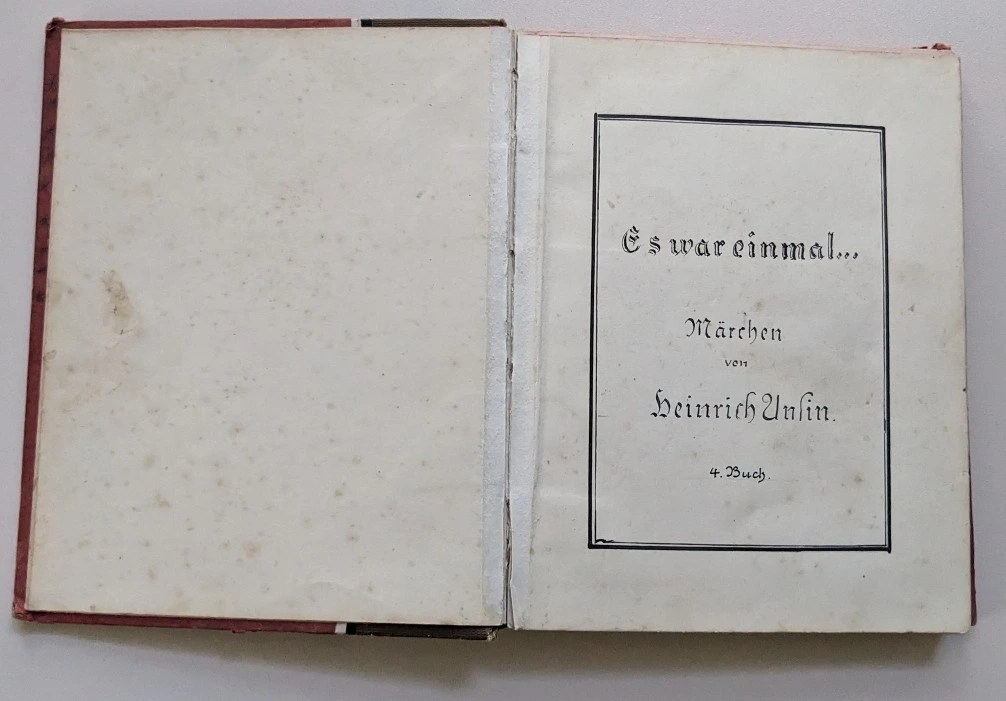 Es war einmal...
Märchen
von
Heinrich Unsin.
4. Buch.